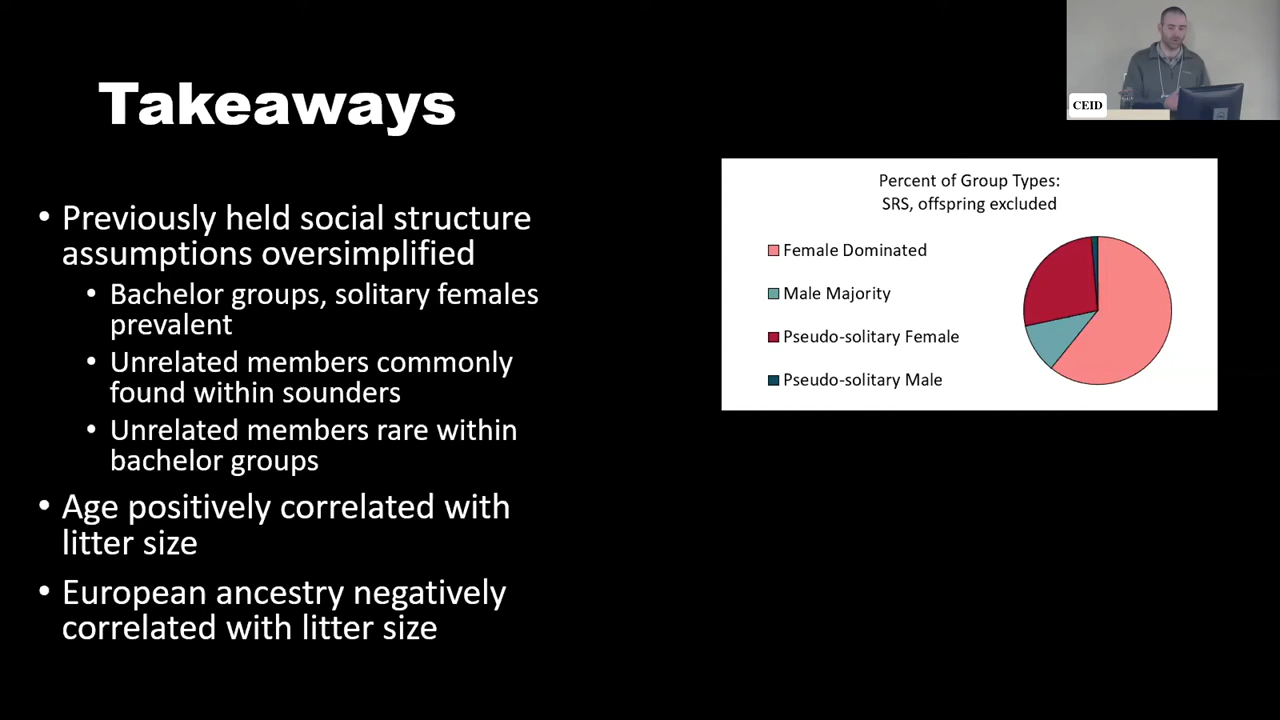 CEID
Takeaways
• Previously held social structure
assumptions oversimplified
• Bachelor groups, solitary females
prevalent
• Unrelated members commonly
found within sounders
• Unrelated members rare within
bachelor groups
• Age positively correlated with
litter size
• European ancestry negatively
correlated with litter size
Percent of Group Types:
SRS, offspring excluded
Female Dominated
Male Majority
Pseudo-solitary Female
Pseudo-solitary Male